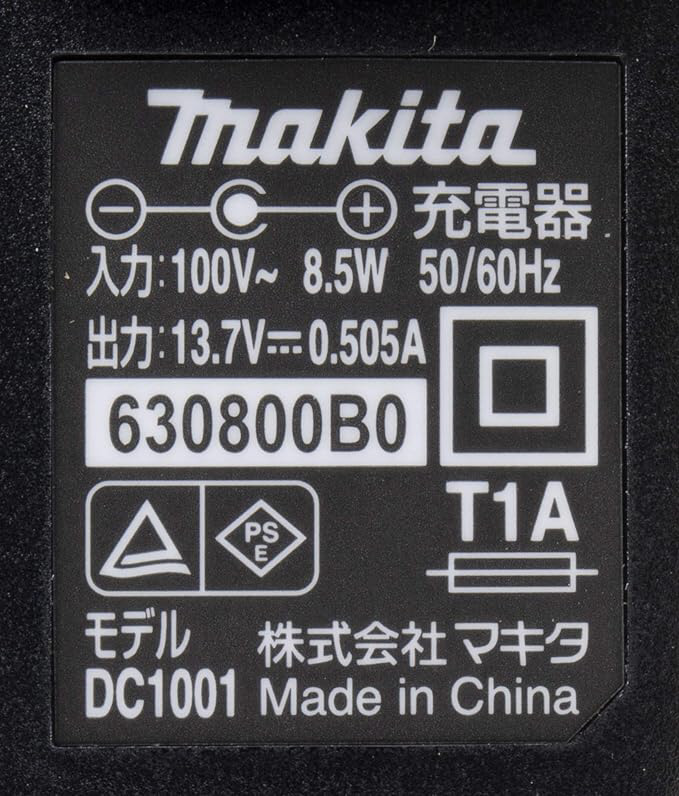 makita
充電器
入力:100V~ 8.5W 50/60Hz
出力:13.7V⎓0.505A
630800B0
PS
E
T1A
モデル 株式会社マキタ
DC1001 Made in China